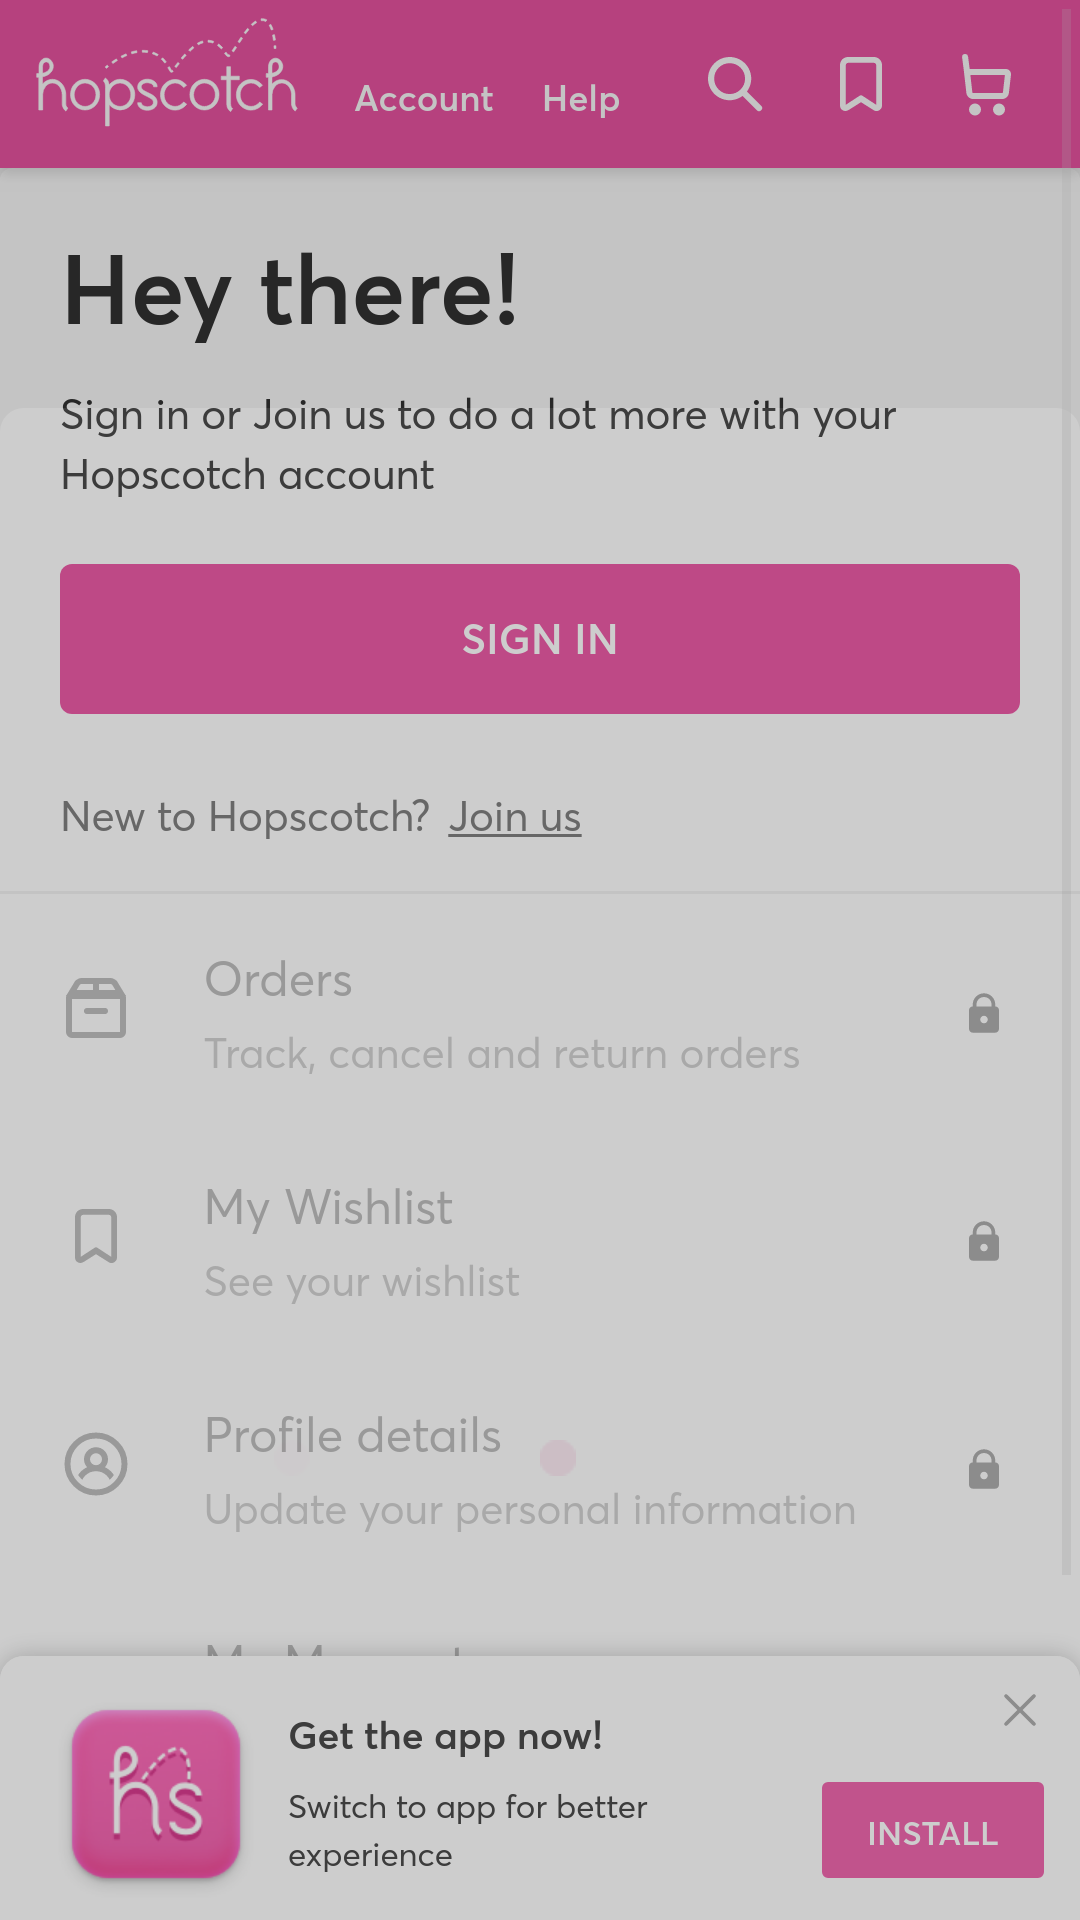 hopscotch Account Help
Hey there!
Sign in or Join us to do a lot more with your
Hopscotch account
SIGN IN
New to Hopscotch? Join us
Orders
Track, cancel and return orders
My Wishlist
See your wishlist
Profile details
Update your personal information
Get the app now!
hs
Switch to app for better
experience
INSTALL